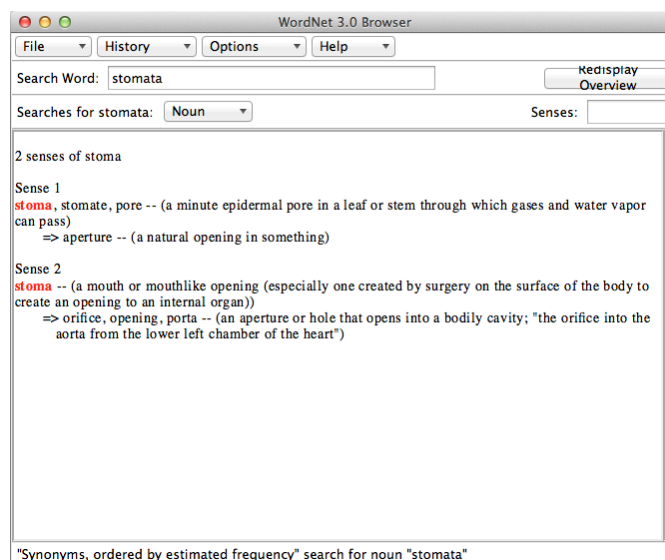 WordNet 3.0 Browser
File History Options Help
Search Word: stomata Redisplay Overview
Searches for stomata: Noun Senses:
2 senses of stoma
Sense 1
stoma, stomate, pore -- (a minute epidermal pore in a leaf or stem through which gases and water vapor
can pass)
=> aperture -- (a natural opening in something)
Sense 2
stoma -- (a mouth or mouthlike opening (especially one created by surgery on the surface of the body to
create an opening to an internal organ))
=> orifice, opening, porta -- (an aperture or hole that opens into a bodily cavity; "the orifice into the
aorta from the lower left chamber of the heart")
"Synonyms, ordered by estimated frequency" search for noun "stomata"